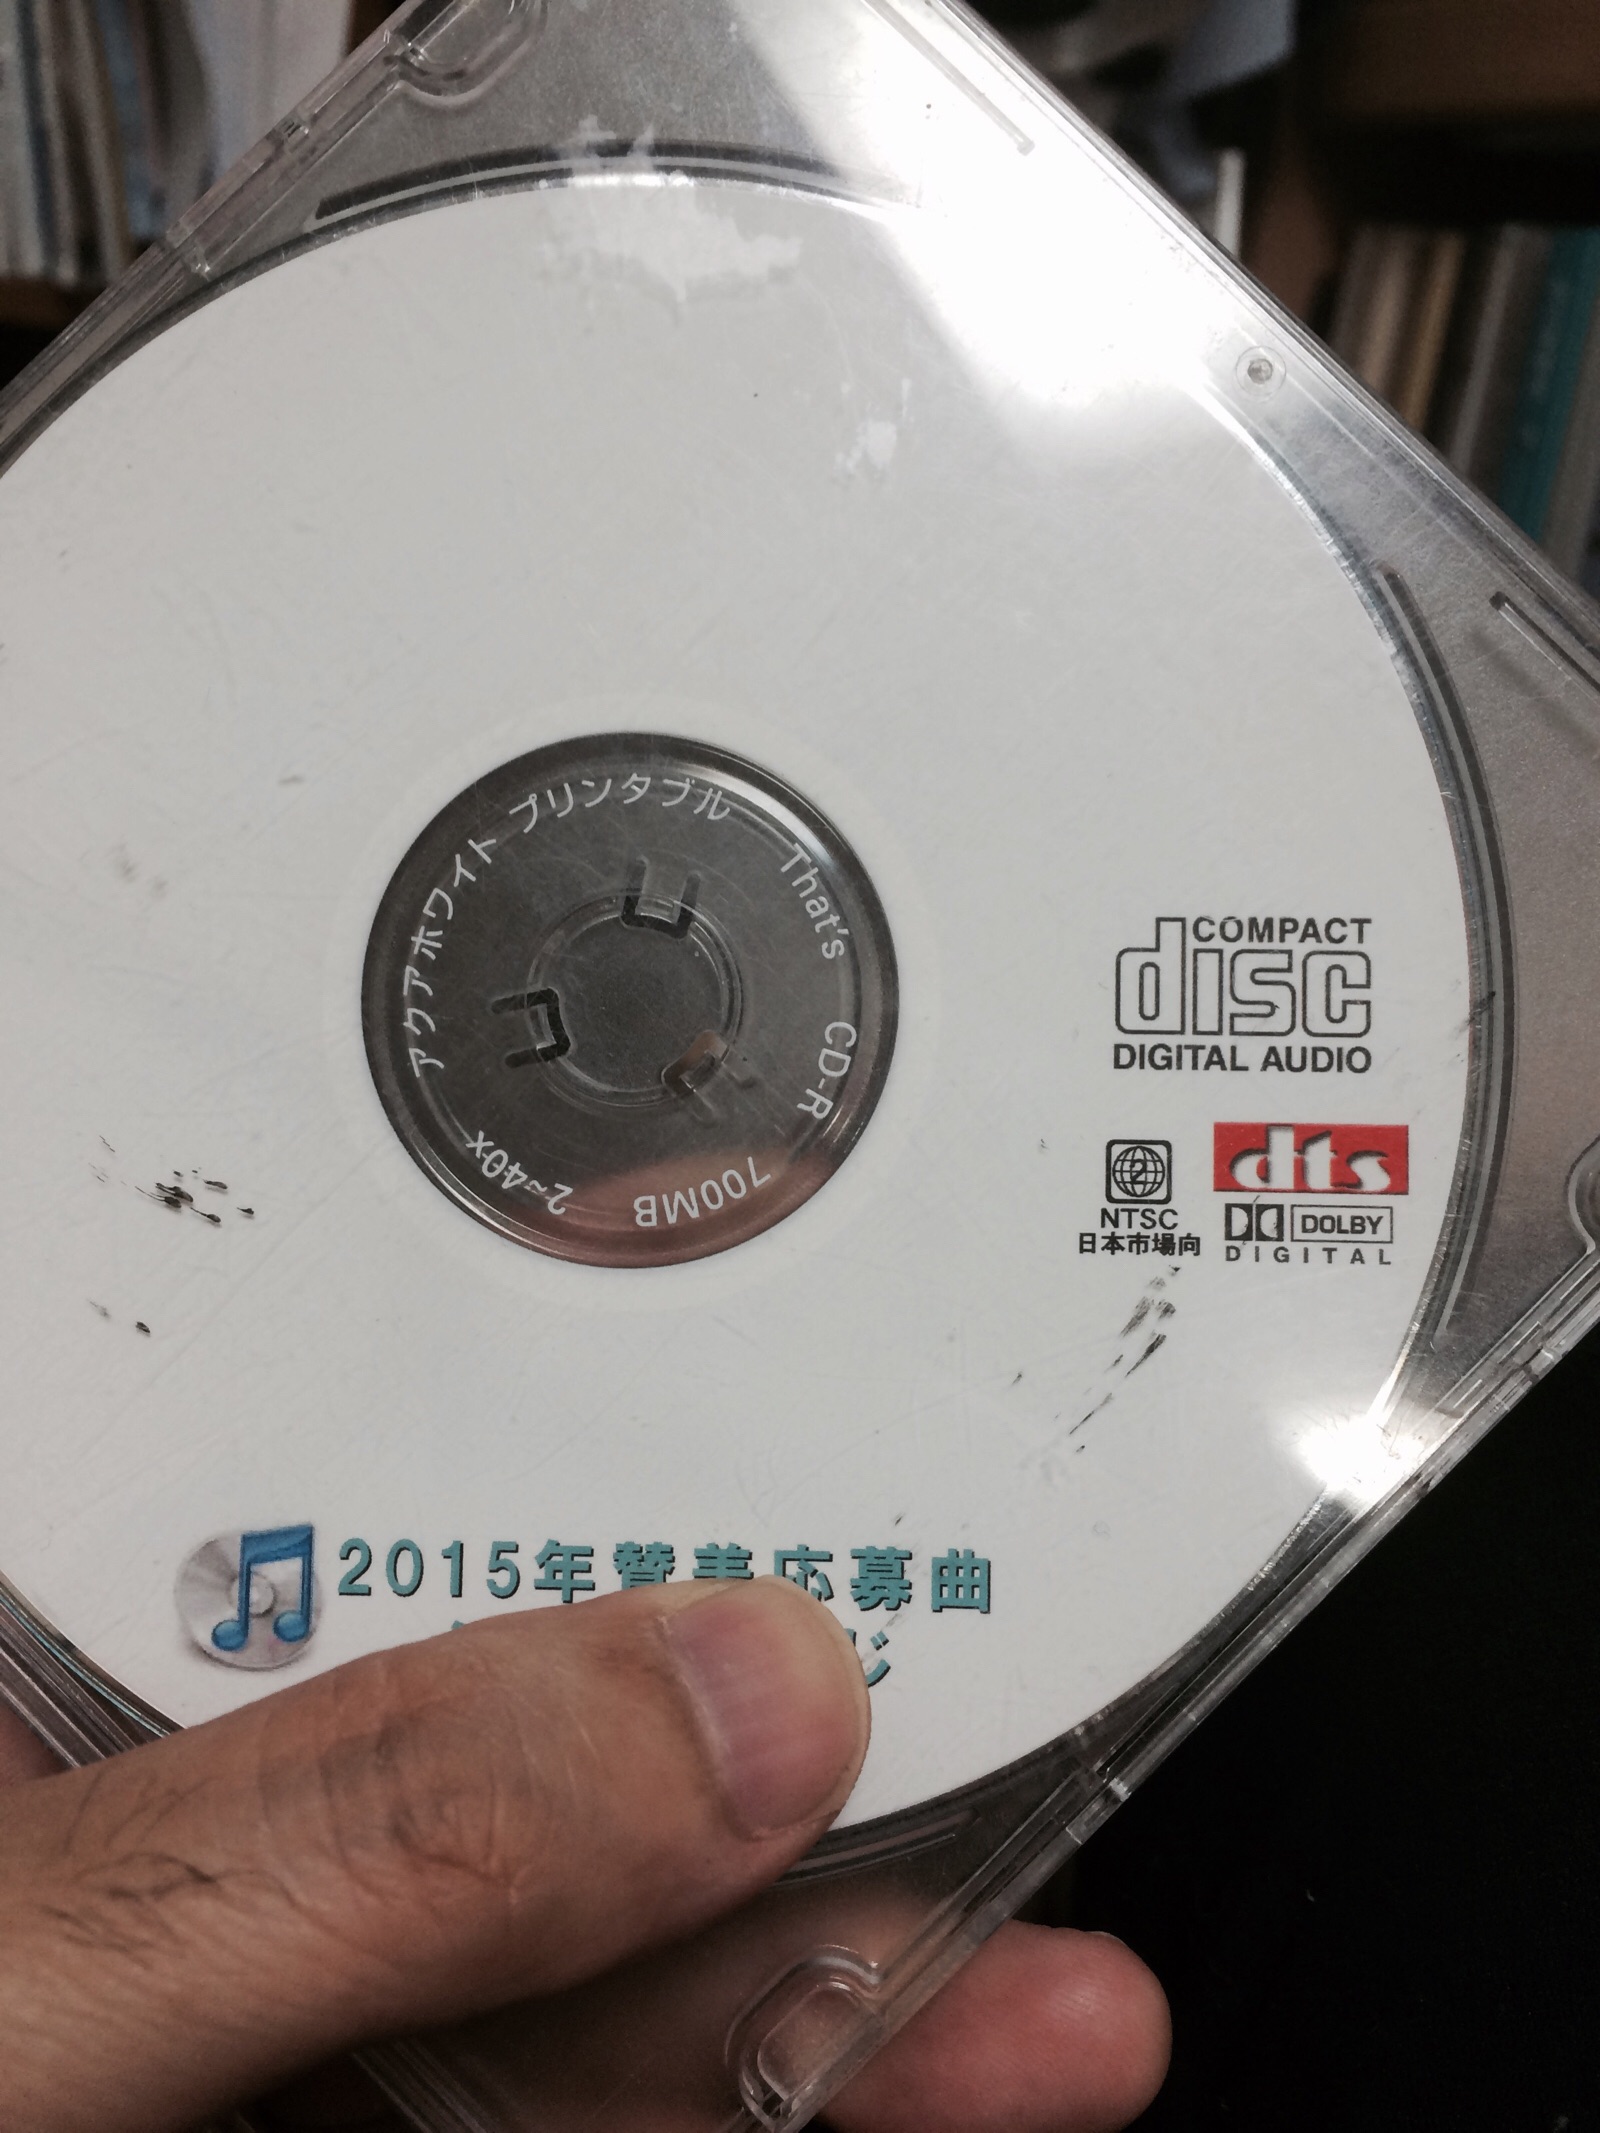 アクアホワイト プリンタブル
That's CD-R
700MB
2~40x
COMPACT
disc
DIGITAL AUDIO
dts
2
NTSC
日本市場向
DOLBY
DIGITAL
2015年賛美応募曲